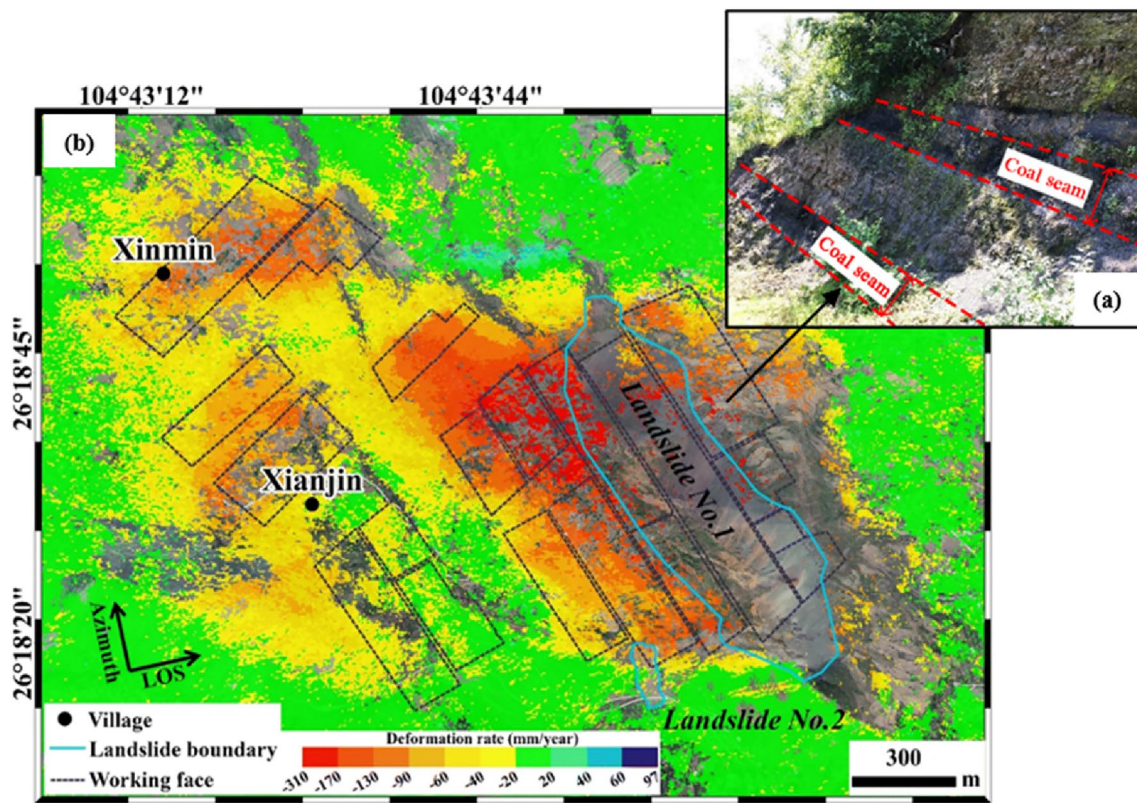 104°43'12"
104°43'44"
(b)
Coal seam
Coal seam
(a)
Xinmin
26°18'45"
Landslide No.1
Xianjin
26°18'20"
Azimuth
LOS
Landslide No.2
Village
Landslide boundary
Working face
Deformation rate (mm/year)
-310 -170 -130 -90 -60 -40 -20 20 40 60 97
300
m